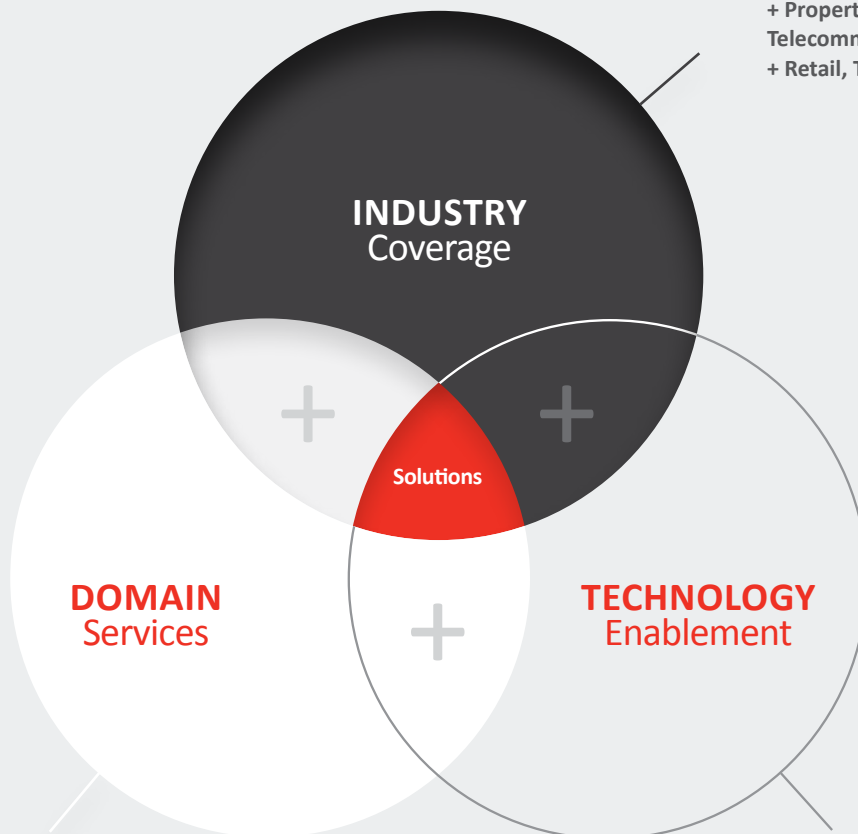 + Propert
Telecomm
+ Retail,
INDUSTRY
Coverage
+
+
Solutions
DOMAIN
Services
TECHNOLOGY
Enablement
+